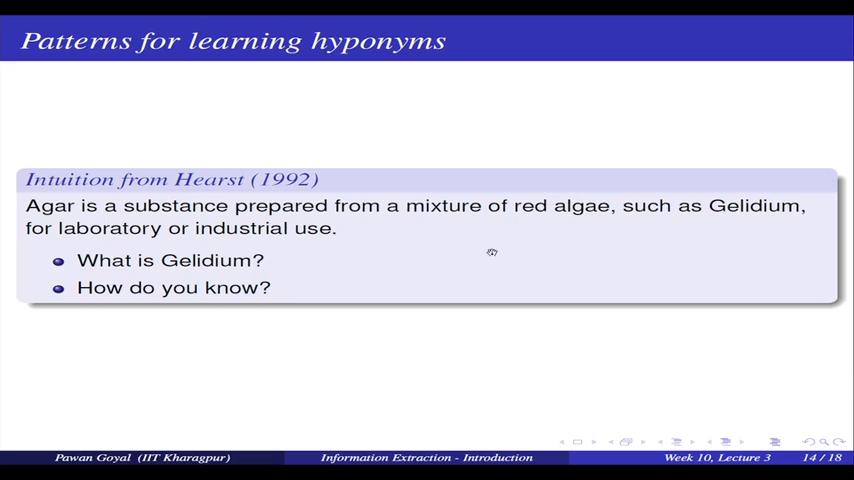 Patterns for learning hyponyms
Intuition from Hearst (1992)
Agar is a substance prepared from a mixture of red algae, such as Gelidium,
for laboratory or industrial use.
What is Gelidium?
How do you know?
Pawan Goyal (IIT Kharagpur) Information Extraction - Introduction Week 10, Lecture 3 14 / 18